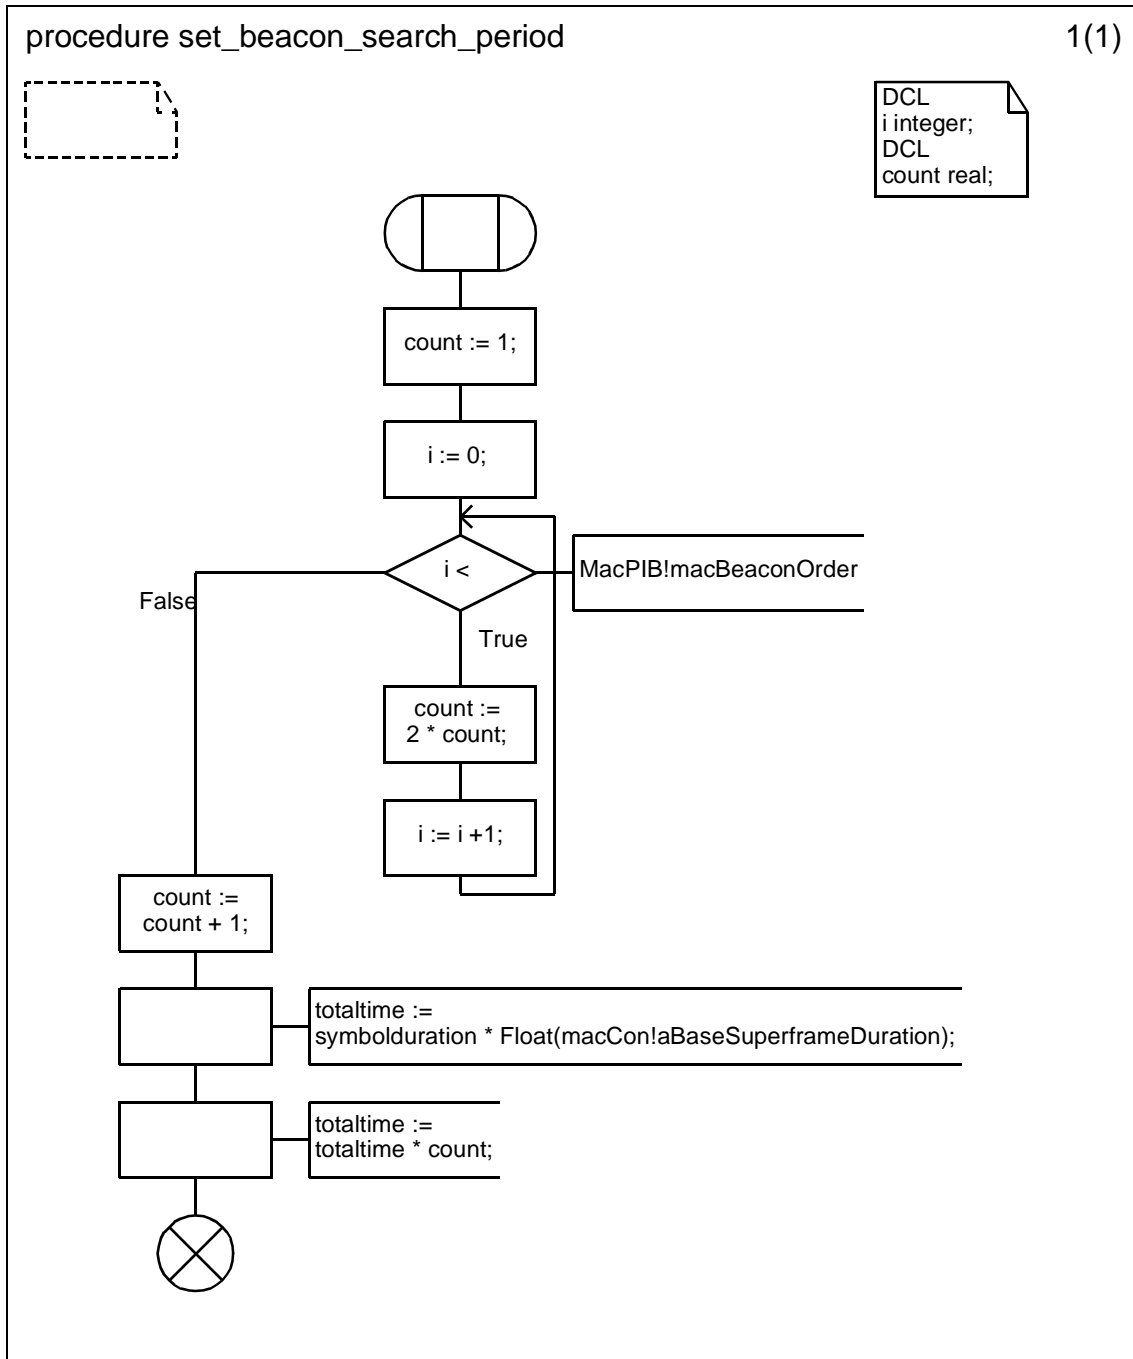 procedure set_beacon_search_period
1(1)
DCL
i integer;
DCL
count real;
count := 1;
i := 0;
i <
MacPIB!macBeaconOrder
False
True
count :=
2 * count;
i := i +1;
count :=
count + 1;
totaltime :=
symbolduration * Float(macCon!aBaseSuperframeDuration);
totaltime :=
totaltime * count;